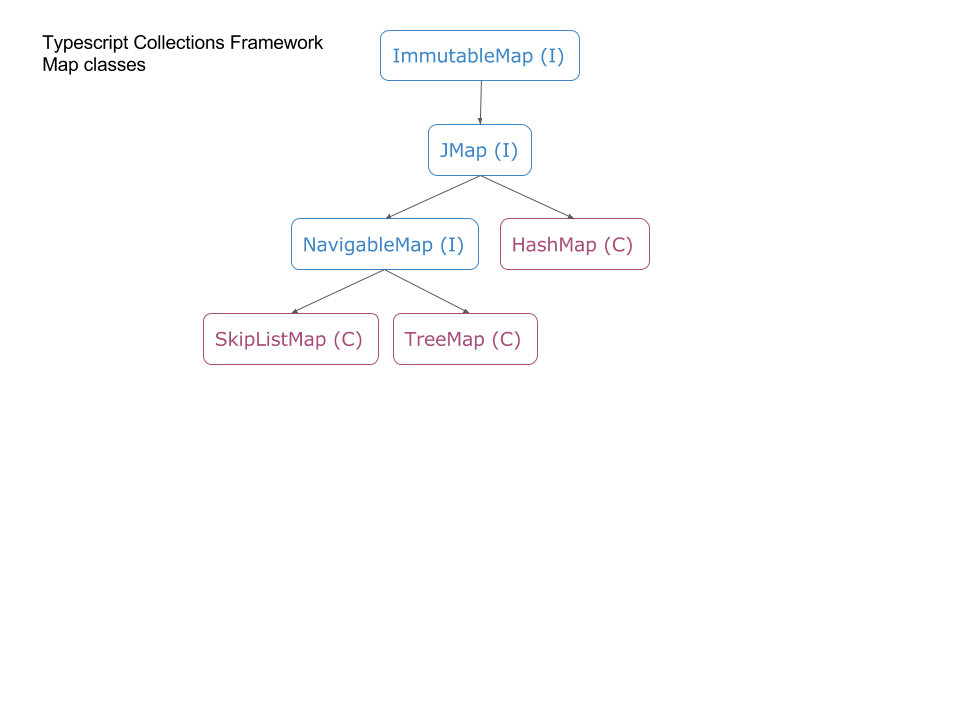 Typescript Collections Framework
Map classes
ImmutableMap (I)
JMap (I)
NavigableMap (I)
HashMap (C)
SkipListMap (C)
TreeMap (C)